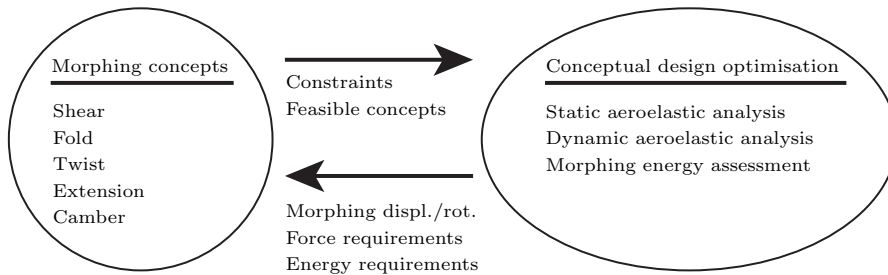 Morphing concepts
Shear
Fold
Twist
Extension
Camber
Constraints
Feasible concepts
Morphing displ./rot.
Force requirements
Energy requirements
Conceptual design optimisation
Static aeroelastic analysis
Dynamic aeroelastic analysis
Morphing energy assessment